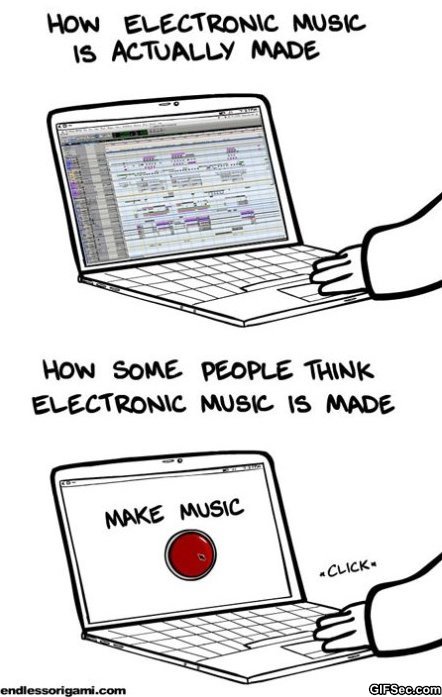 HOW ELECTRONIC MUSIC
IS ACTUALLY MADE
HOW SOME PEOPLE THINK
ELECTRONIC MUSIC IS MADE
MAKE MUSIC
*CLICK*
endlessorigami.com
GIFSec.com